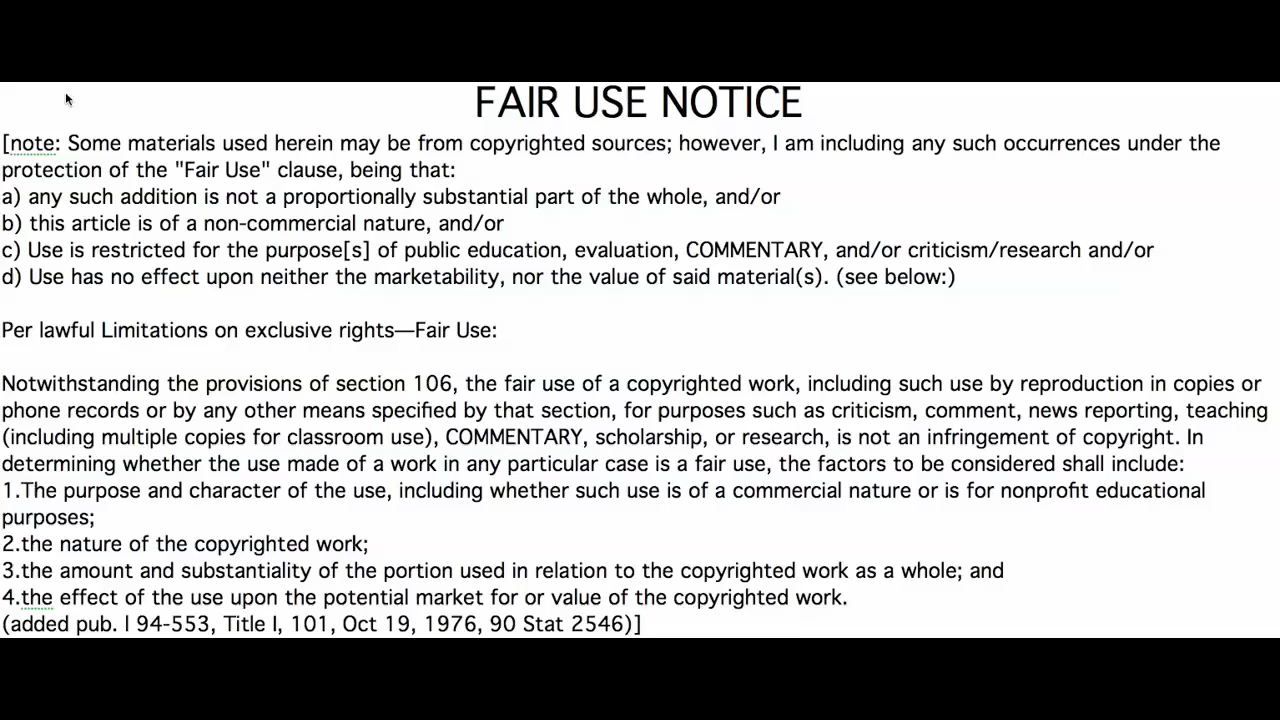 FAIR USE NOTICE
[note: Some materials used herein may be from copyrighted sources; however, I am including any such occurrences under the
protection of the "Fair Use" clause, being that:
a) any such addition is not a proportionally substantial part of the whole, and/or
b) this article is of a non-commercial nature, and/or
c) Use is restricted for the purpose[s] of public education, evaluation, COMMENTARY, and/or criticism/research and/or
d) Use has no effect upon neither the marketability, nor the value of said material(s). (see below:)
Per lawful Limitations on exclusive rights—Fair Use:
Notwithstanding the provisions of section 106, the fair use of a copyrighted work, including such use by reproduction in copies or
phone records or by any other means specified by that section, for purposes such as criticism, comment, news reporting, teaching
(including multiple copies for classroom use), COMMENTARY, scholarship, or research, is not an infringement of copyright. In
determining whether the use made of a work in any particular case is a fair use, the factors to be considered shall include:
1.The purpose and character of the use, including whether such use is of a commercial nature or is for nonprofit educational
purposes;
2.the nature of the copyrighted work;
3.the amount and substantiality of the portion used in relation to the copyrighted work as a whole; and
4.the effect of the use upon the potential market for or value of the copyrighted work.
(added pub. l 94-553, Title I, 101, Oct 19, 1976, 90 Stat 2546)]